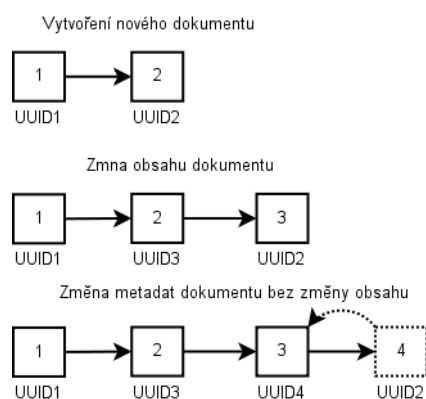 Vytvoření nového dokumentu
1 2
UUID1 UUID2
Zmna obsahu dokumentu
1 2 3
UUID1 UUID3 UUID2
Změna metadat dokumentu bez změny obsahu
1 2 3 4
UUID1 UUID3 UUID4 UUID2